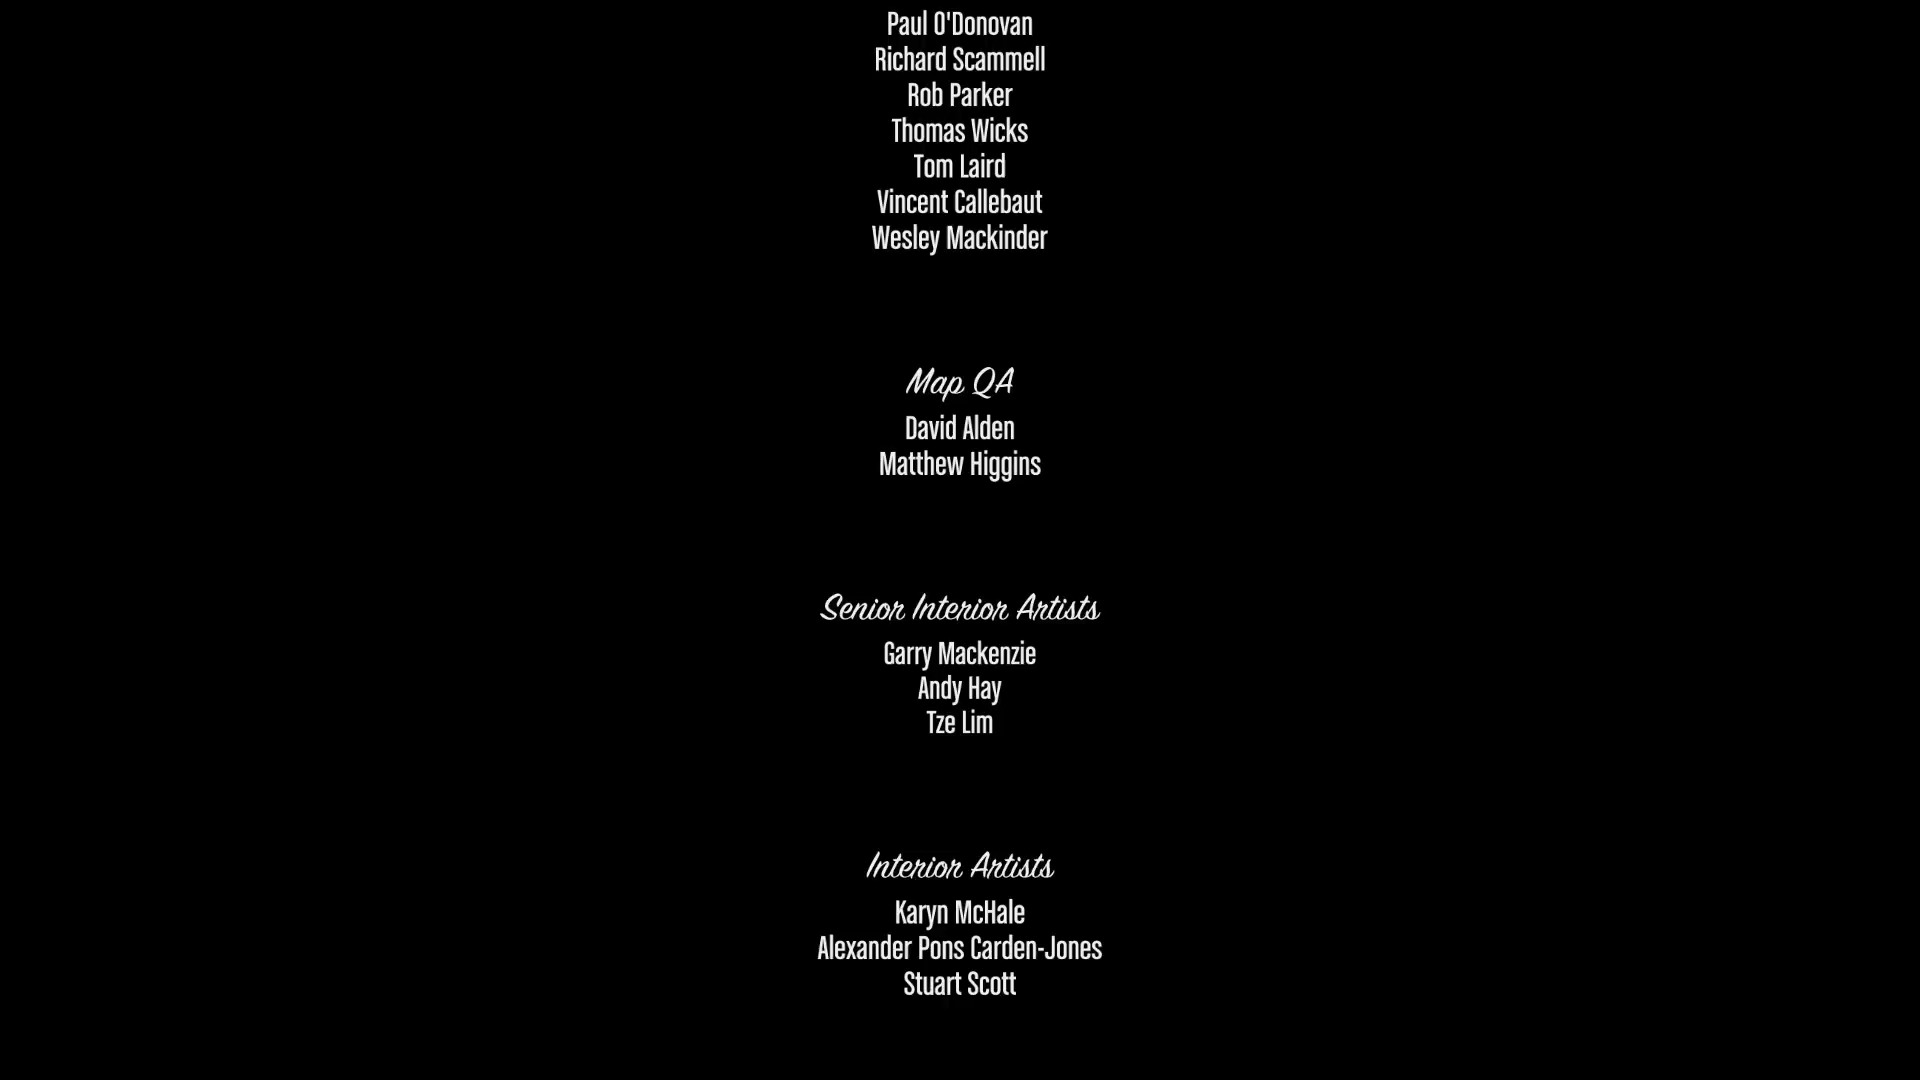 Paul O'Donovan
Richard Scammell
Rob Parker
Thomas Wicks
Tom Laird
Vincent Callebaut
Wesley Mackinder
Map QA
David Alden
Matthew Higgins
Senior Interior Artists
Garry Mackenzie
Andy Hay
Tze Lim
Interior Artists
Karyn McHale
Alexander Pons Carden-Jones
Stuart Scott